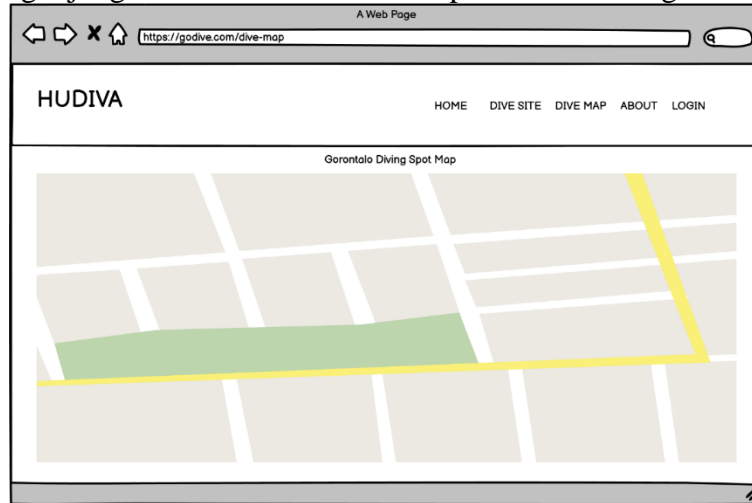 A Web Page
https://godive.com/dive-map
HUDIVA
HOME DIVE SITE DIVE MAP ABOUT LOGIN
Gorontalo Diving Spot Map